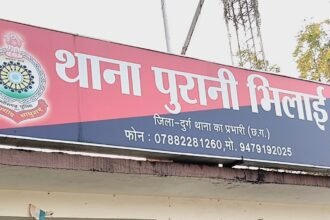 थाना पुरानी भिलाई
जिला-दुर्ग थाना का प्रभारी (छ.ग.)
फोन : 07882281260, मो. 9479192025